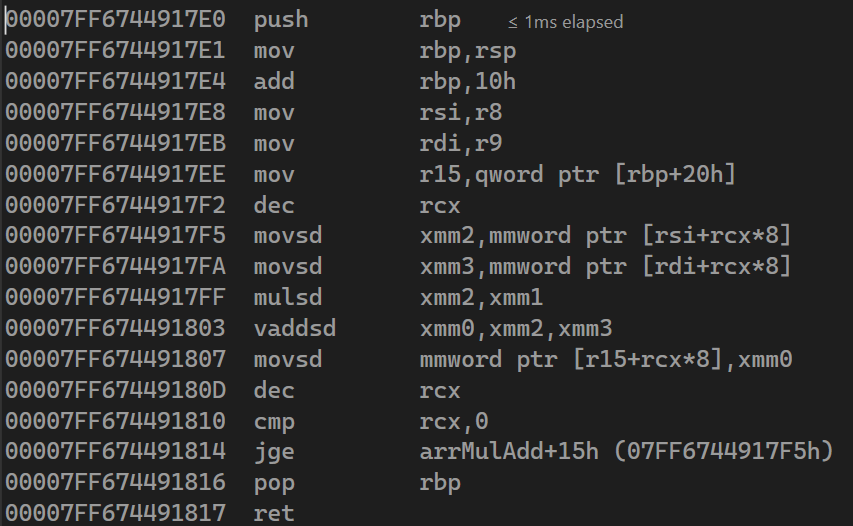 00007FF6744917E0 push rbp ≤ 1ms elapsed
00007FF6744917E1 mov rbp,rsp
00007FF6744917E4 add rbp,10h
00007FF6744917E8 mov rsi,r8
00007FF6744917EB mov rdi,r9
00007FF6744917EE mov r15,qword ptr [rbp+20h]
00007FF6744917F2 dec rcx
00007FF6744917F5 movsd xmm2,mmword ptr [rsi+rcx*8]
00007FF6744917FA movsd xmm3,mmword ptr [rdi+rcx*8]
00007FF6744917FF mulsd xmm2,xmm1
00007FF674491803 vaddsd xmm0,xmm2,xmm3
00007FF674491807 movsd mmword ptr [r15+rcx*8],xmm0
00007FF67449180D dec rcx
00007FF674491810 cmp rcx,0
00007FF674491814 jge arrMulAdd+15h (07FF6744917F5h)
00007FF674491816 pop rbp
00007FF674491817 ret